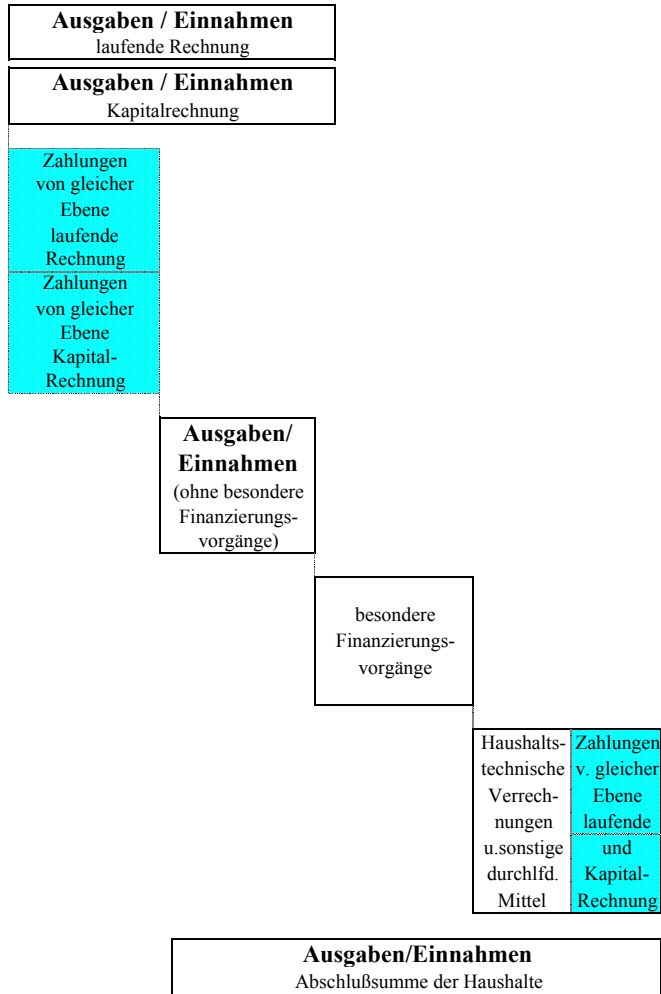 Ausgaben / Einnahmen
laufende Rechnung
Ausgaben / Einnahmen
Kapitalrechnung
Zahlungen
von gleicher
Ebene
laufende
Rechnung
Zahlungen
von gleicher
Ebene
Kapital-
Rechnung
Ausgaben/
Einnahmen
(ohne besondere
Finanzierungs-
vorgänge)
besondere
Finanzierungs-
vorgänge
Haushalts-
technische
Verrech-
nungen
u.sonstige
durchlfd.
Mittel
Zahlungen
v. gleicher
Ebene
laufende
und
Kapital-
Rechnung
Ausgaben/Einnahmen
Abschlußsumme der Haushalte